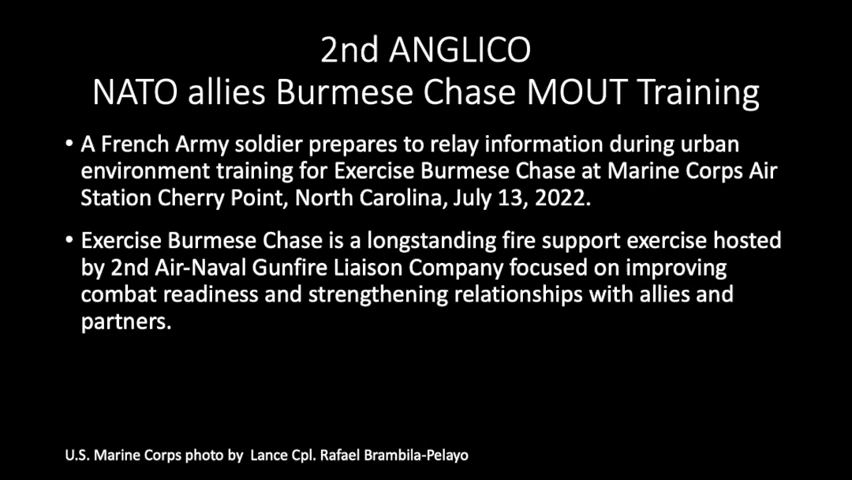 2nd ANGLICO
NATO allies Burmese Chase MOUT Training
• A French Army soldier prepares to relay information during urban
environment training for Exercise Burmese Chase at Marine Corps Air
Station Cherry Point, North Carolina, July 13, 2022.
• Exercise Burmese Chase is a longstanding fire support exercise hosted
by 2nd Air-Naval Gunfire Liaison Company focused on improving
combat readiness and strengthening relationships with allies and
partners.
U.S. Marine Corps photo by Lance Cpl. Rafael Brambila-Pelayo